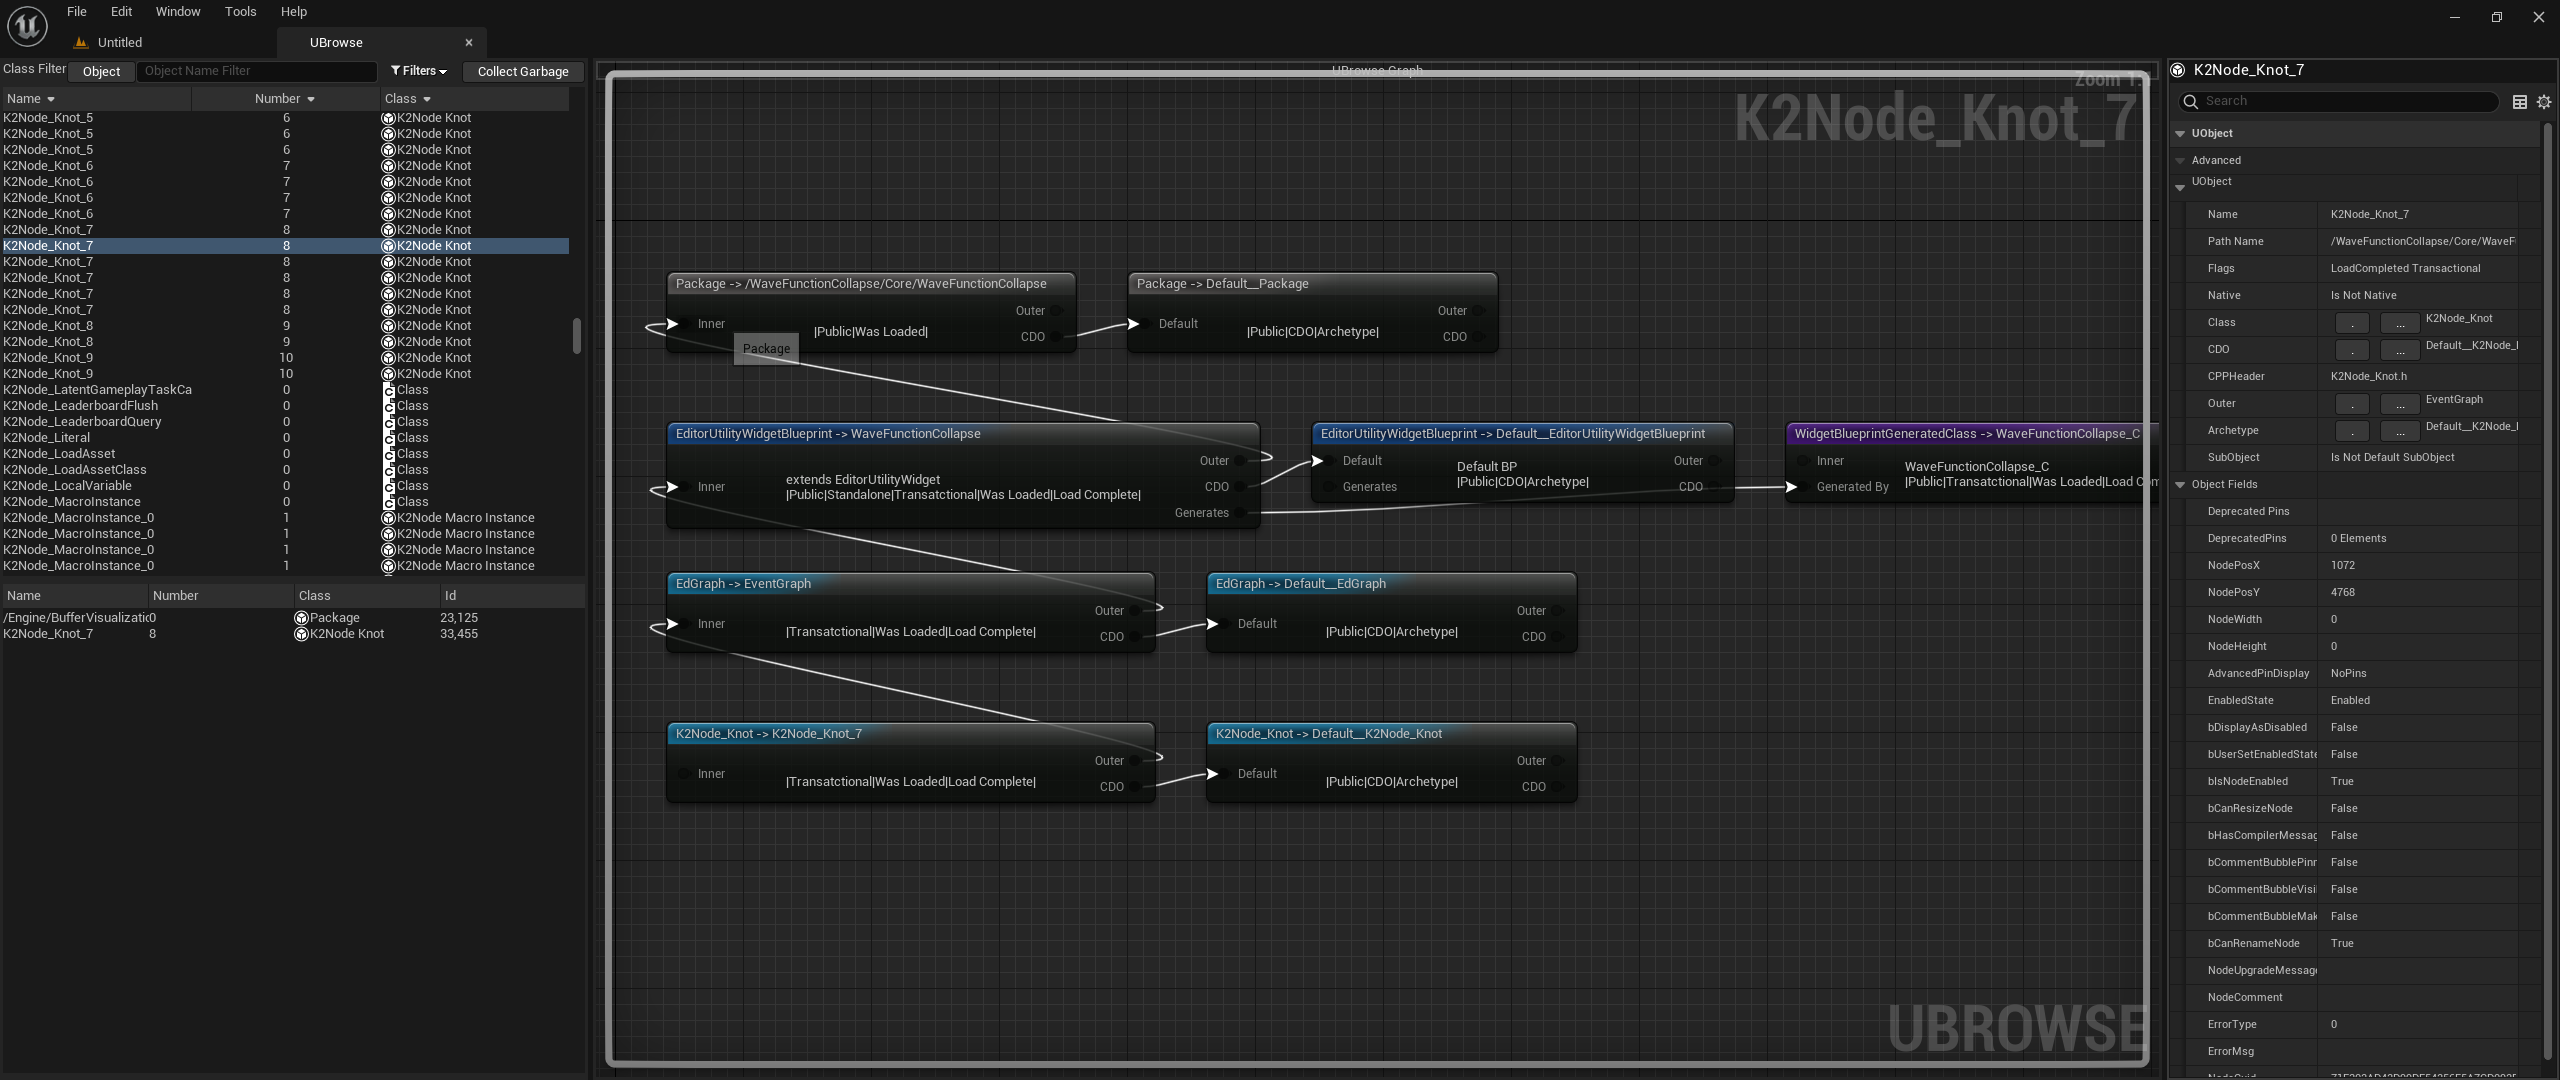 File Edit Window Tools Help
Untitled
UBrowse
Class Filter Object Object Name Filter Filters Collect Garbage
Name Number Class
K2Node_Knot_5 6 K2Node Knot
K2Node_Knot_5 6 K2Node Knot
K2Node_Knot_5 6 K2Node Knot
K2Node_Knot_6 7 K2Node Knot
K2Node_Knot_6 7 K2Node Knot
K2Node_Knot_6 7 K2Node Knot
K2Node_Knot_6 7 K2Node Knot
K2Node_Knot_7 8 K2Node Knot
K2Node_Knot_7 8 K2Node Knot
K2Node_Knot_7 8 K2Node Knot
K2Node_Knot_7 8 K2Node Knot
K2Node_Knot_7 8 K2Node Knot
K2Node_Knot_7 8 K2Node Knot
K2Node_Knot_8 9 K2Node Knot
K2Node_Knot_8 9 K2Node Knot
K2Node_Knot_9 10 K2Node Knot
K2Node_Knot_9 10 K2Node Knot
K2Node_LatentGameplayTaskCa 0 Class
K2Node_LeaderboardFlush 0 Class
K2Node_LeaderboardQuery 0 Class
K2Node_Literal 0 Class
K2Node_LoadAsset 0 Class
K2Node_LoadAssetClass 0 Class
K2Node_LocalVariable 0 Class
K2Node_MacroInstance 0 Class
K2Node_MacroInstance_0 1 K2Node Macro Instance
K2Node_MacroInstance_0 1 K2Node Macro Instance
K2Node_MacroInstance_0 1 K2Node Macro Instance
K2Node_MacroInstance_0 1 K2Node Macro Instance
Name Number Class Id
/Engine/BufferVisualizatic 0 Package 23,125
K2Node_Knot_7 8 K2Node Knot 33,455
UBrowse Graph
Zoom 1:1
K2Node_Knot_7
Package -> /WaveFunctionCollapse/Core/WaveFunctionCollapse
Outer
Inner
|Public|Was Loaded|
CDO
Package
Package -> Default__Package
Outer
Default
|Public|CDO|Archetype|
CDO
EditorUtilityWidgetBlueprint -> WaveFunctionCollapse
Outer
Inner
extends EditorUtilityWidget
|Public|Standalone|Transatctional|Was Loaded|Load Complete|
CDO
Generates
EditorUtilityWidgetBlueprint -> Default__EditorUtilityWidgetBlueprint
Default
Outer
Default BP
|Public|CDO|Archetype|
Generates
CDO
WidgetBlueprintGeneratedClass -> WaveFunctionCollapse_C
Inner
WaveFunctionCollapse_C
|Public|Transatctional|Was Loaded|Load Com
Generated By
EdGraph -> EventGraph
Outer
Inner
|Transatctional|Was Loaded|Load Complete|
CDO
EdGraph -> Default__EdGraph
Outer
Default
|Public|CDO|Archetype|
CDO
K2Node_Knot -> K2Node_Knot_7
Outer
Inner
|Transatctional|Was Loaded|Load Complete|
CDO
K2Node_Knot -> Default__K2Node_Knot
Outer
Default
|Public|CDO|Archetype|
CDO
UBROWSE
K2Node_Knot_7
Search
UObject
Advanced
UObject
Name K2Node_Knot_7
Path Name /WaveFunctionCollapse/Core/WaveF
Flags LoadCompleted Transactional
Native Is Not Native
Class . ... K2Node_Knot
CDO . ... Default__K2Node_
CPPHeader K2Node_Knot.h
Outer . ... EventGraph
Archetype . ... Default__K2Node_
SubObject Is Not Default SubObject
Object Fields
Deprecated Pins
DeprecatedPins 0 Elements
NodePosX 1072
NodePosY 4768
NodeWidth 0
NodeHeight 0
AdvancedPinDisplay NoPins
EnabledState Enabled
bDisplayAsDisabled False
bUserSetEnabledState False
bIsNodeEnabled True
bCanResizeNode False
bHasCompilerMessag False
bCommentBubblePinr False
bCommentBubbleVisi False
bCommentBubbleMak False
bCanRenameNode True
NodeUpgradeMessage
NodeComment
ErrorType 0
ErrorMsg